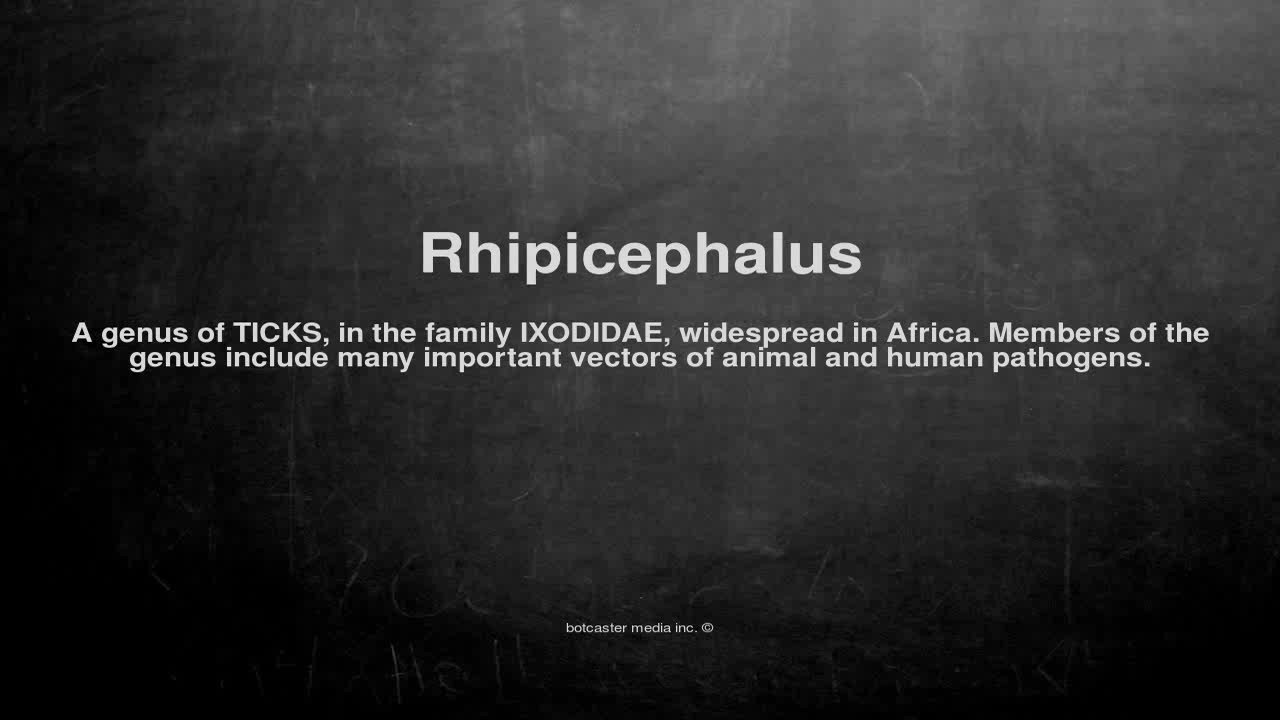 Rhipicephalus
A genus of TICKS, in the family IXODIDAE, widespread in Africa. Members of the
genus include many important vectors of animal and human pathogens.
botcaster media inc. ©